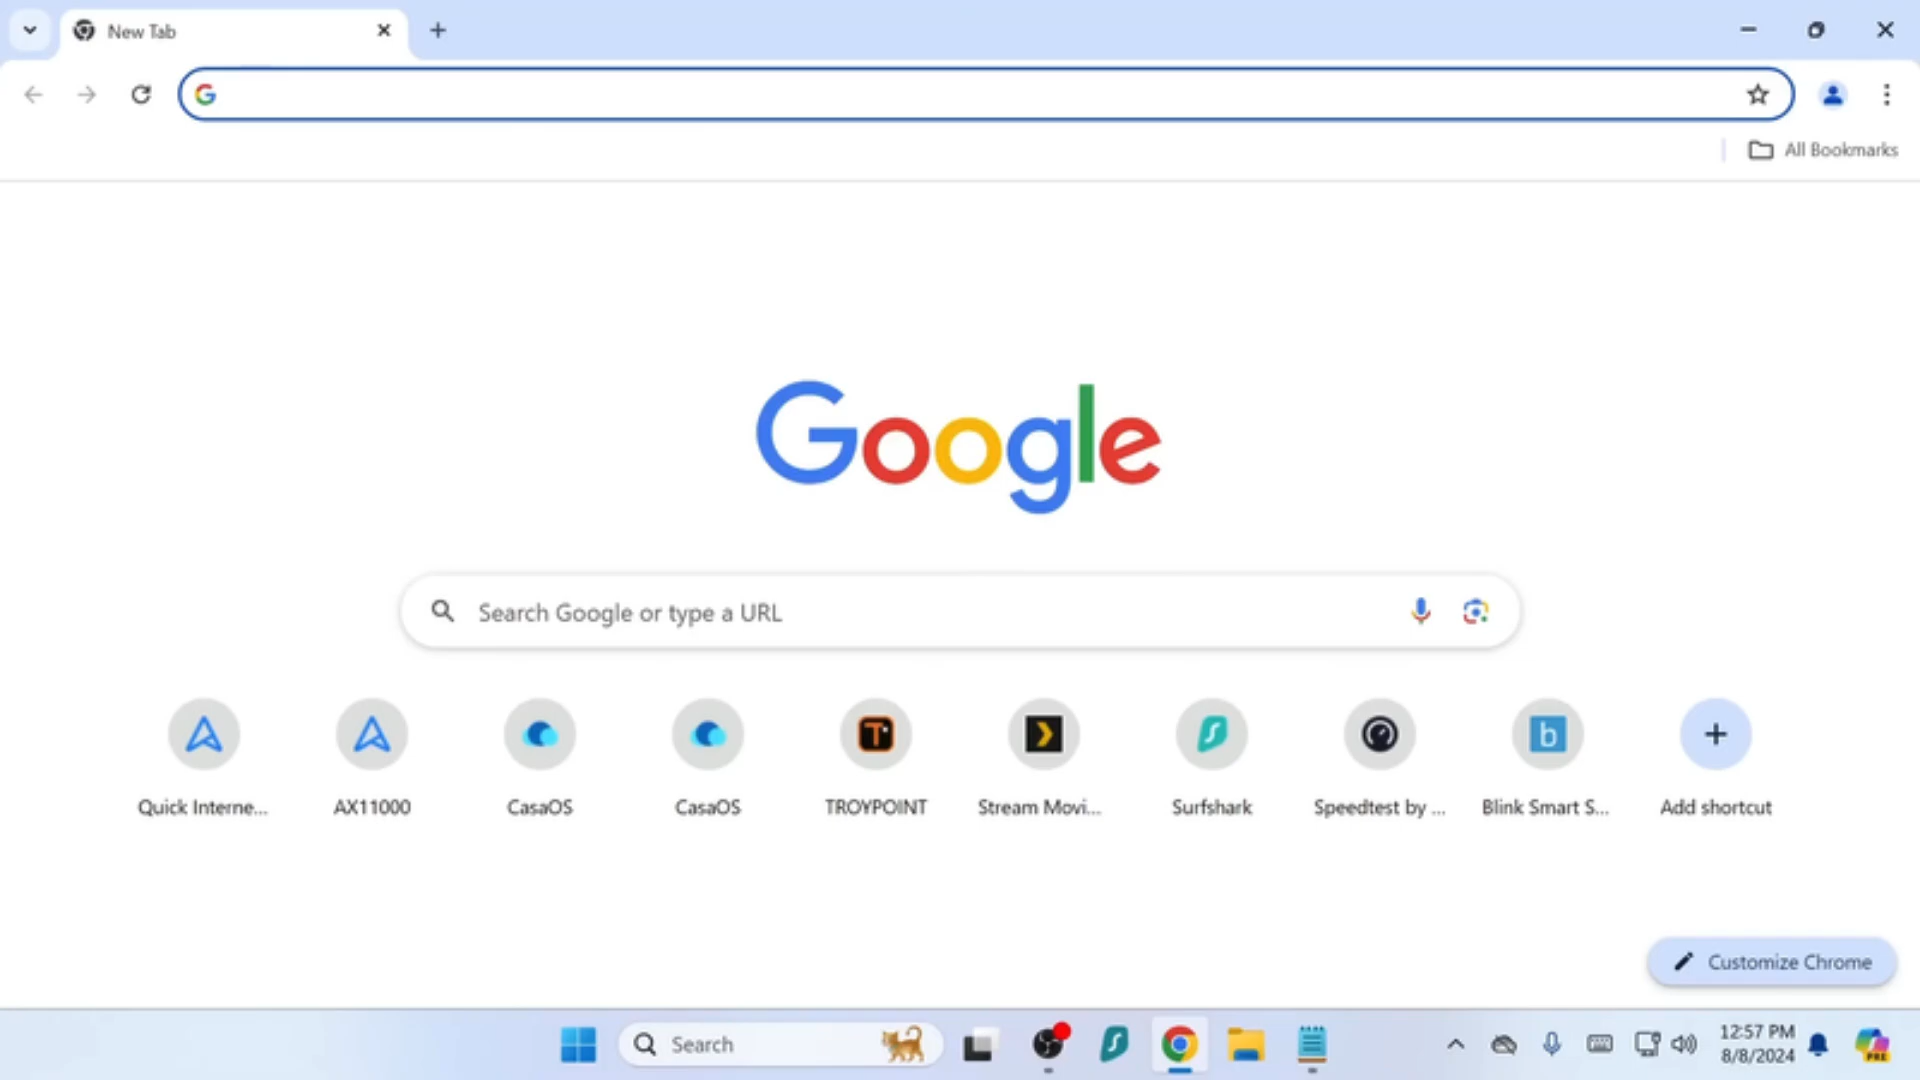 New Tab
All Bookmarks
Google
Search Google or type a URL
Quick Interne... AX11000 CasaOS CasaOS TROYPOINT Stream Movi... Surfshark Speedtest by ... Blink Smart S... Add shortcut
Customize Chrome
Search
12:57 PM
8/8/2024
PRE